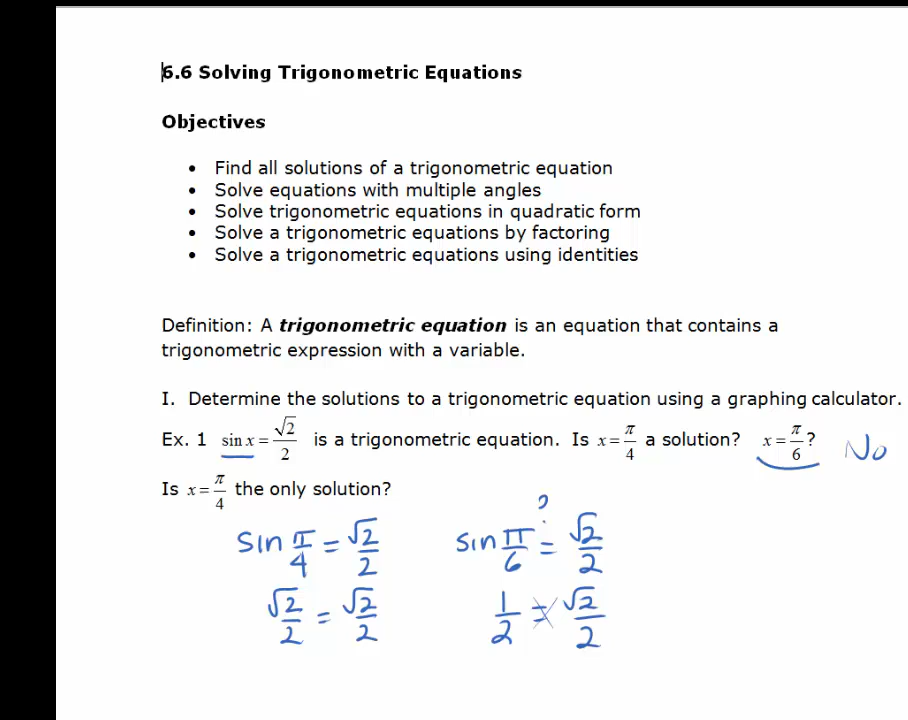 6.6 Solving Trigonometric Equations
Objectives
• Find all solutions of a trigonometric equation
• Solve equations with multiple angles
• Solve trigonometric equations in quadratic form
• Solve a trigonometric equations by factoring
• Solve a trigonometric equations using identities
Definition: A trigonometric equation is an equation that contains a
trigonometric expression with a variable.
I. Determine the solutions to a trigonometric equation using a graphing calculator.
Ex. 1 sin x = √2/2 is a trigonometric equation. Is x = π/4 a solution? x = π/6 ? No
Is x = π/4 the only solution?
sin π/4 = √2/2 sin π/6 ≟ √2/2
√2/2 = √2/2 1/2 ≠ √2/2